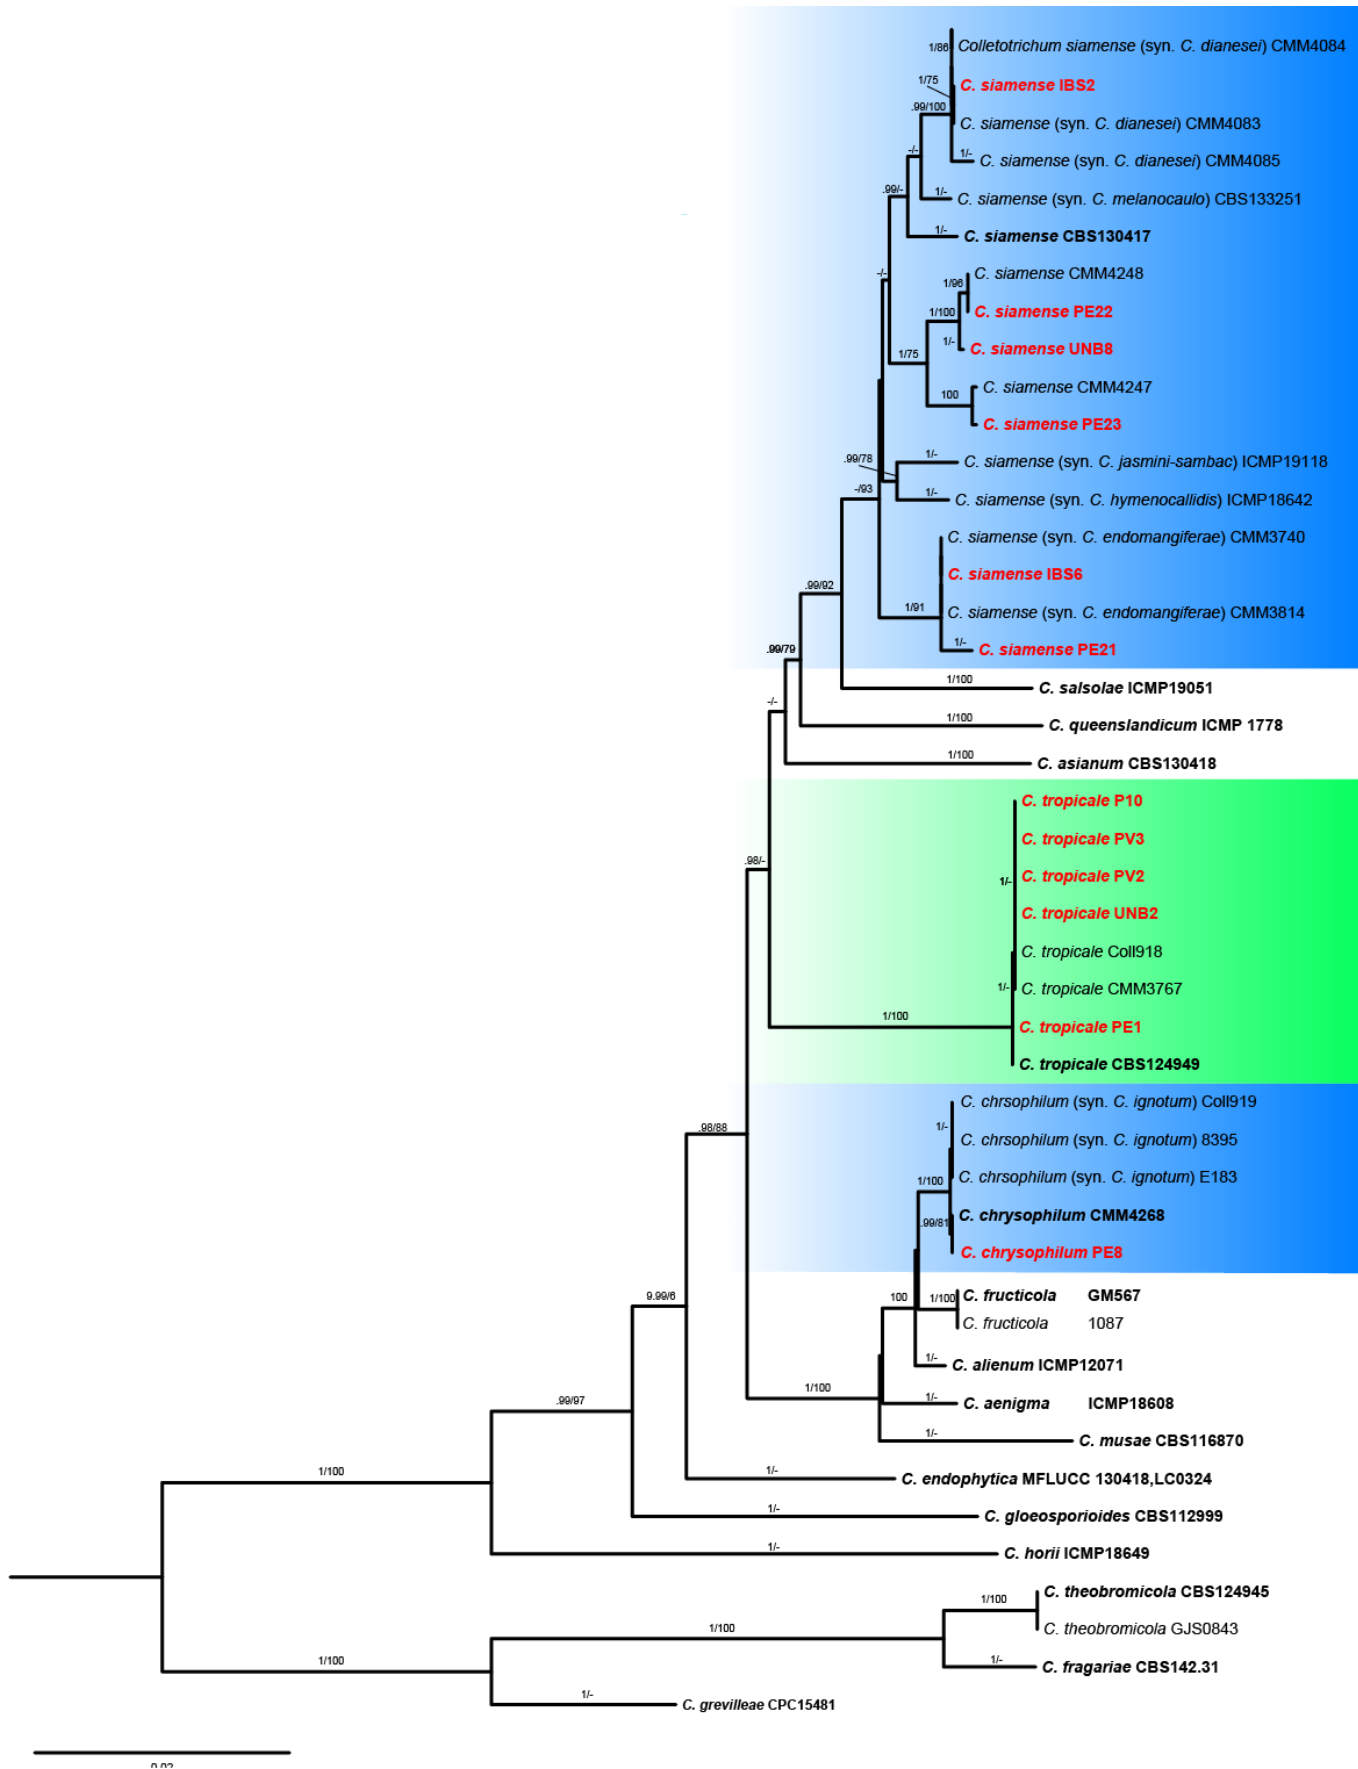 1/86
Colletotrichum siamense (syn. C. dianesei) CMM4084
1/75
C. siamense IBS2
.99/100
C. siamense (syn. C. dianesei) CMM4083
-/-
1/-
C. siamense (syn. C. dianesei) CMM4085
.99/-
1/-
C. siamense (syn. C. melanocaulo) CBS133251
1/-
C. siamense CBS130417
-/-
C. siamense CMM4248
1/96
C. siamense PE22
1/100
1/-
C. siamense UNB8
1/75
C. siamense CMM4247
100
C. siamense PE23
.99/78
1/-
C. siamense (syn. C. jasmini-sambac) ICMP19118
-/93
1/-
C. siamense (syn. C. hymenocallidis) ICMP18642
C. siamense (syn. C. endomangiferae) CMM3740
.99/92
C. siamense IBS6
1/91
C. siamense (syn. C. endomangiferae) CMM3814
.99/79
1/-
C. siamense PE21
1/100
C. salsolae ICMP19051
-/-
1/100
C. queenslandicum ICMP 1778
1/100
C. asianum CBS130418
C. tropicale P10
C. tropicale PV3
.98/-
1/-
C. tropicale PV2
C. tropicale UNB2
C. tropicale Coll918
1/-
C. tropicale CMM3767
1/100
C. tropicale PE1
C. tropicale CBS124949
C. chrsophilum (syn. C. ignotum) Coll919
.98/88
1/-
C. chrsophilum (syn. C. ignotum) 8395
1/100
C. chrsophilum (syn. C. ignotum) E183
.99/81
C. chrysophilum CMM4268
C. chrysophilum PE8
9.99/6
100
1/100
C. fructicola GM567
C. fructicola 1087
1/-
C. alienum ICMP12071
.99/97
1/100
1/-
C. aenigma ICMP18608
1/-
C. musae CBS116870
1/100
1/-
C. endophytica MFLUCC 130418,LC0324
1/-
C. gloeosporioides CBS112999
1/-
C. horii ICMP18649
1/100
C. theobromicola CBS124945
1/100
C. theobromicola GJS0843
1/100
1/-
C. fragariae CBS142.31
1/-
C. grevilleae CPC15481
0.02